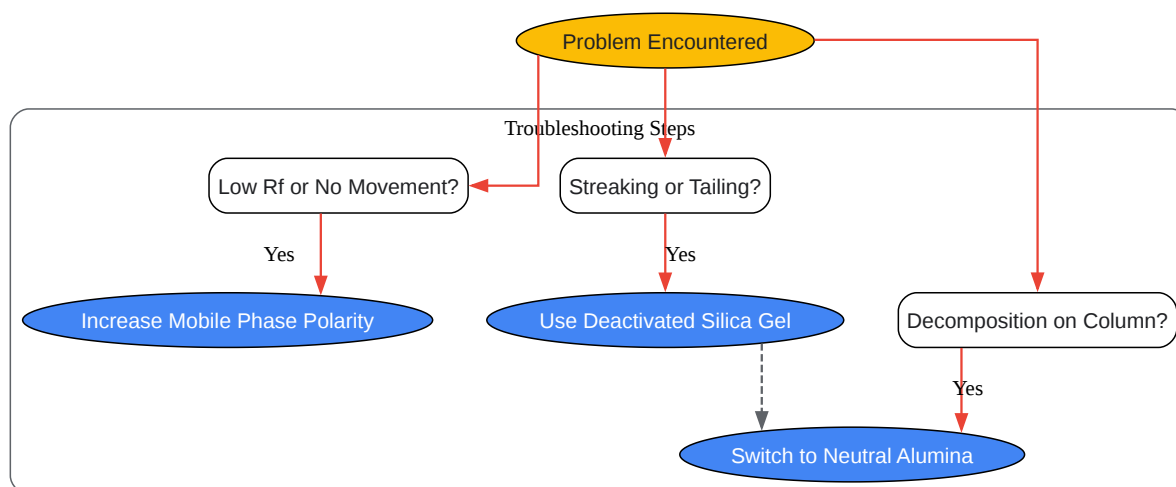 Problem Encountered
Troubleshooting Steps
Low Rf or No Movement?
Streaking or Tailing?
Yes
Yes
Increase Mobile Phase Polarity
Use Deactivated Silica Gel
Decomposition on Column?
Yes
Switch to Neutral Alumina